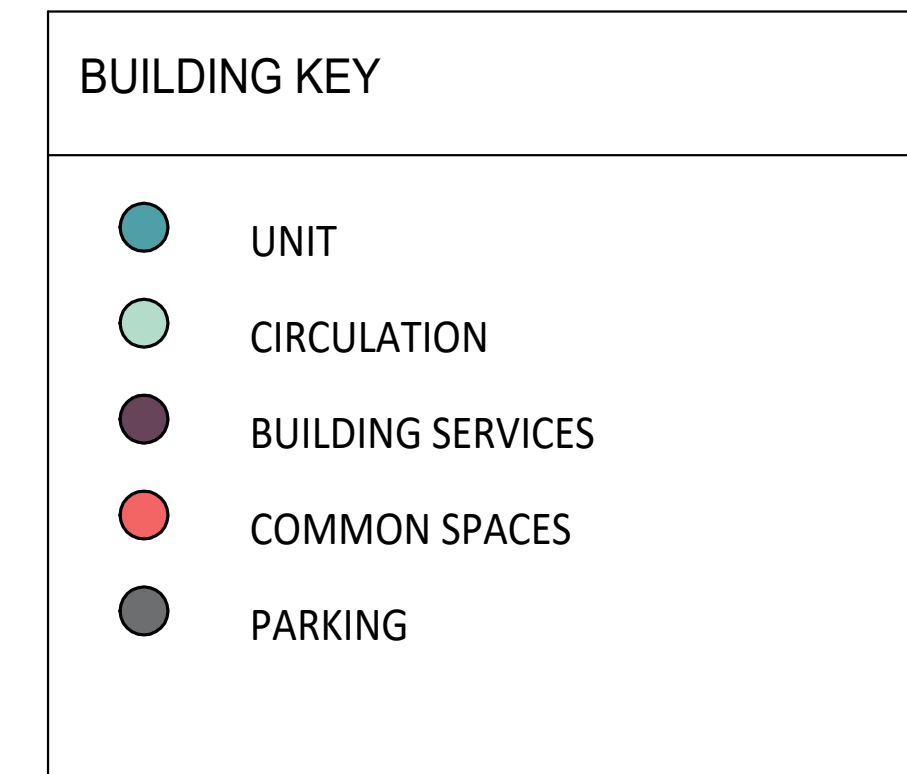 BUILDING KEY
UNIT
CIRCULATION
BUILDING SERVICES
COMMON SPACES
PARKING